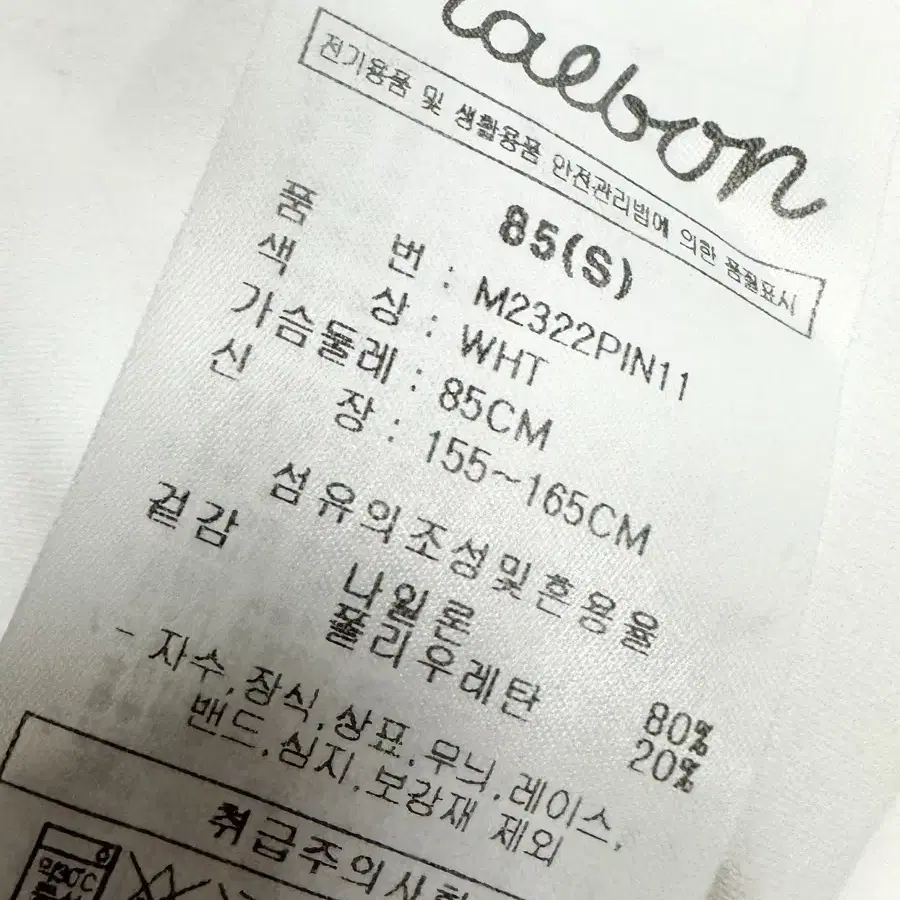 talbon
전기용품 및 생활용품 안전관리법에 의한 품질표시
85(S)
품 번 : M2322PIN11
색 상 : WHT
가슴둘레 : 85CM
신 장 : 155~165CM
섬유의조성및혼용율
겉감
나일론 80%
폴리우레탄 20%
- 자수,장식,상표,무늬,레이스,
밴드,심지,보강재 제외
취급주의사항